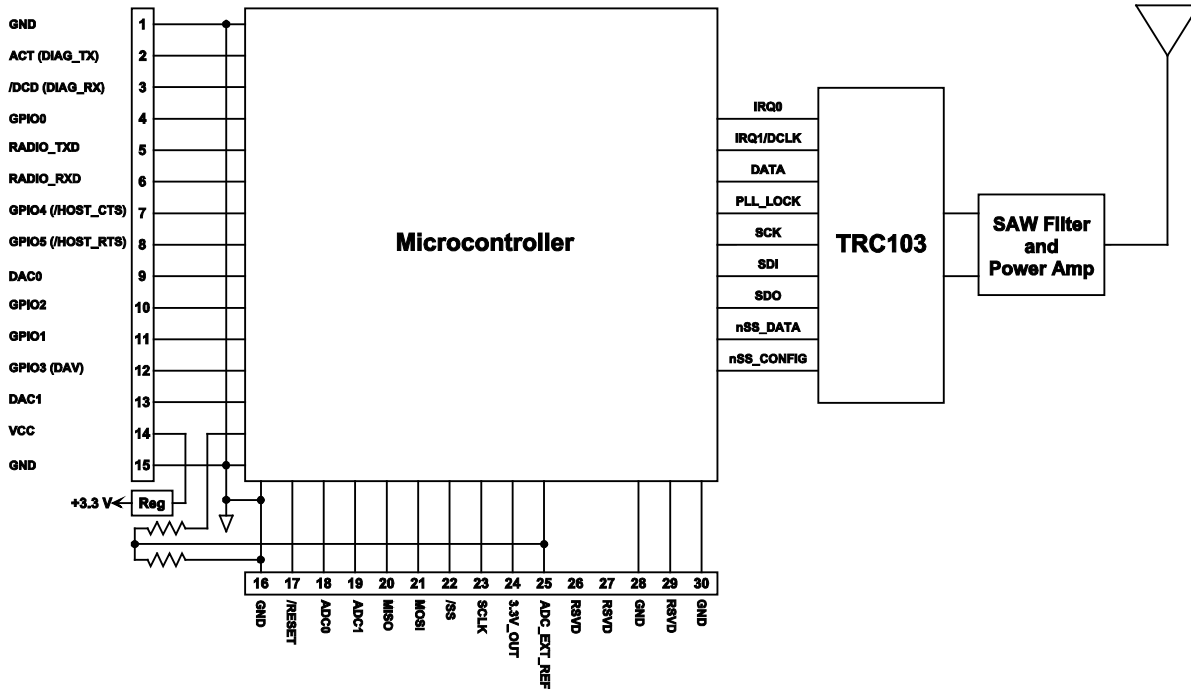 GND 1
ACT (DIAG_TX) 2
/DCD (DIAG_RX) 3
GPIO0 4
RADIO_TXD 5
RADIO_RXD 6
GPIO4 (/HOST_CTS) 7
GPIO5 (/HOST_RTS) 8
DAC0 9
GPIO2 10
GPIO1 11
GPIO3 (DAV) 12
DAC1 13
VCC 14
GND 15
+3.3 V
Reg
Microcontroller
IRQ0
IRQ1/DCLK
DATA
PLL_LOCK
SCK
SDI
SDO
nSS_DATA
nSS_CONFIG
TRC103
SAW Filter
and
Power Amp
16 17 18 19 20 21 22 23 24 25 26 27 28 29 30
GND
/RESET
ADC0
ADC1
MISO
MOSI
/SS
SCLK
3.3V_OUT
ADC_EXT_REF
RSVD
RSVD
GND
RSVD
GND